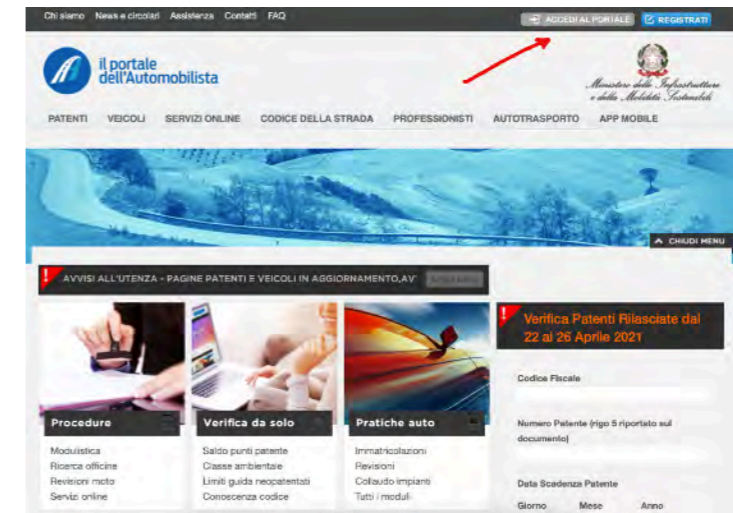 Chi siamo News e circolari Assistenza Contatti FAQ
ACCEDI AL PORTALE REGISTRATI
il portale
dell'Automobilista
Ministero delle Infrastrutture
e della Mobilità Sostenibili
PATENTI VEICOLI SERVIZI ONLINE CODICE DELLA STRADA PROFESSIONISTI AUTOTRASPORTO APP MOBILE
CHIUDI MENU
AVVISI ALL'UTENZA - PAGINE PATENTI E VEICOLI IN AGGIORNAMENTO,AV
Verifica Patenti Rilasciate dal
22 al 26 Aprile 2021
Codice Fiscale
Numero Patente (rigo 5 riportato sul
documento)
Data Scadenza Patente
Giorno Mese Anno
Procedure
Modulistica
Ricerca officine
Revisioni moto
Servizi online
Verifica da solo
Saldo punti patente
Classe ambientale
Limiti guida neopatentati
Conoscenza codice
Pratiche auto
Immatricolazioni
Revisioni
Collaudo impianti
Tutti i moduli